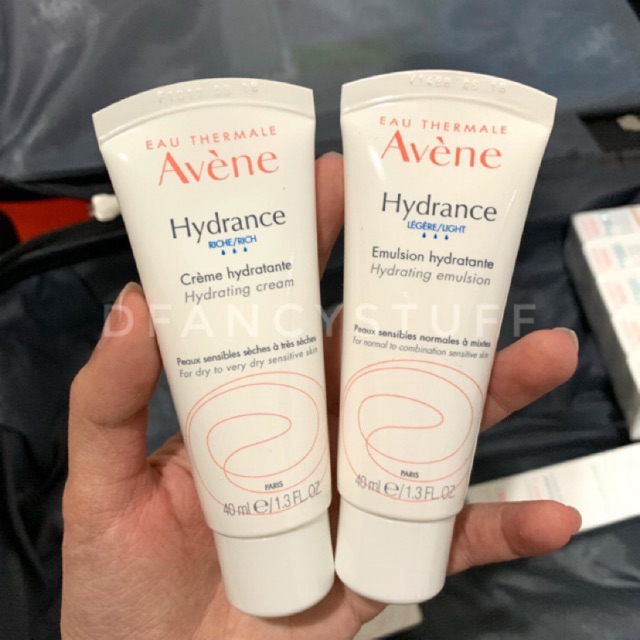 EAU THERMALE
Avène
Hydrance
RICHE/RICH
Crème hydratante
Hydrating cream
Peaux sensibles sèches à très sèches
For dry to very dry sensitive skin
PARIS
40 ml e/1.3 FL.OZ
EAU THERMALE
Avène
Hydrance
LÉGÈRE/LIGHT
Emulsion hydratante
Hydrating emulsion
Peaux sensibles normales à mixtes
For normal to combination sensitive skin
PARIS
40 ml e/1.3 FL.OZ
DFANCYSTUFF